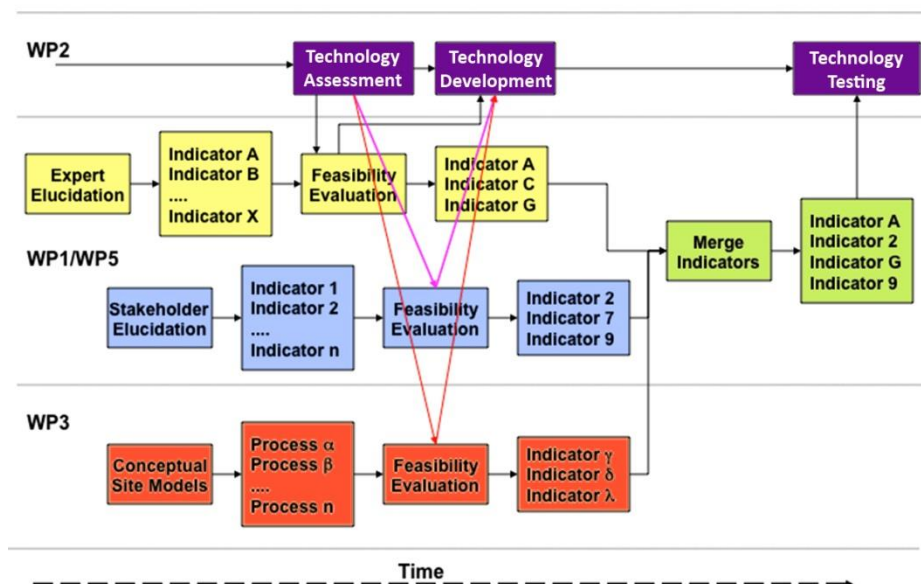 WP2
Technology
Assessment
Technology
Development
Technology
Testing
Expert
Elucidation
Indicator A
Indicator B
....
Indicator X
Feasibility
Evaluation
Indicator A
Indicator C
Indicator G
Merge
Indicators
Indicator A
Indicator 2
Indicator G
Indicator 9
WP1/WP5
Stakeholder
Elucidation
Indicator 1
Indicator 2
....
Indicator n
Feasibility
Evaluation
Indicator 2
Indicator 7
Indicator 9
WP3
Conceptual
Site Models
Process α
Process β
....
Process n
Feasibility
Evaluation
Indicator γ
Indicator δ
Indicator λ
Time